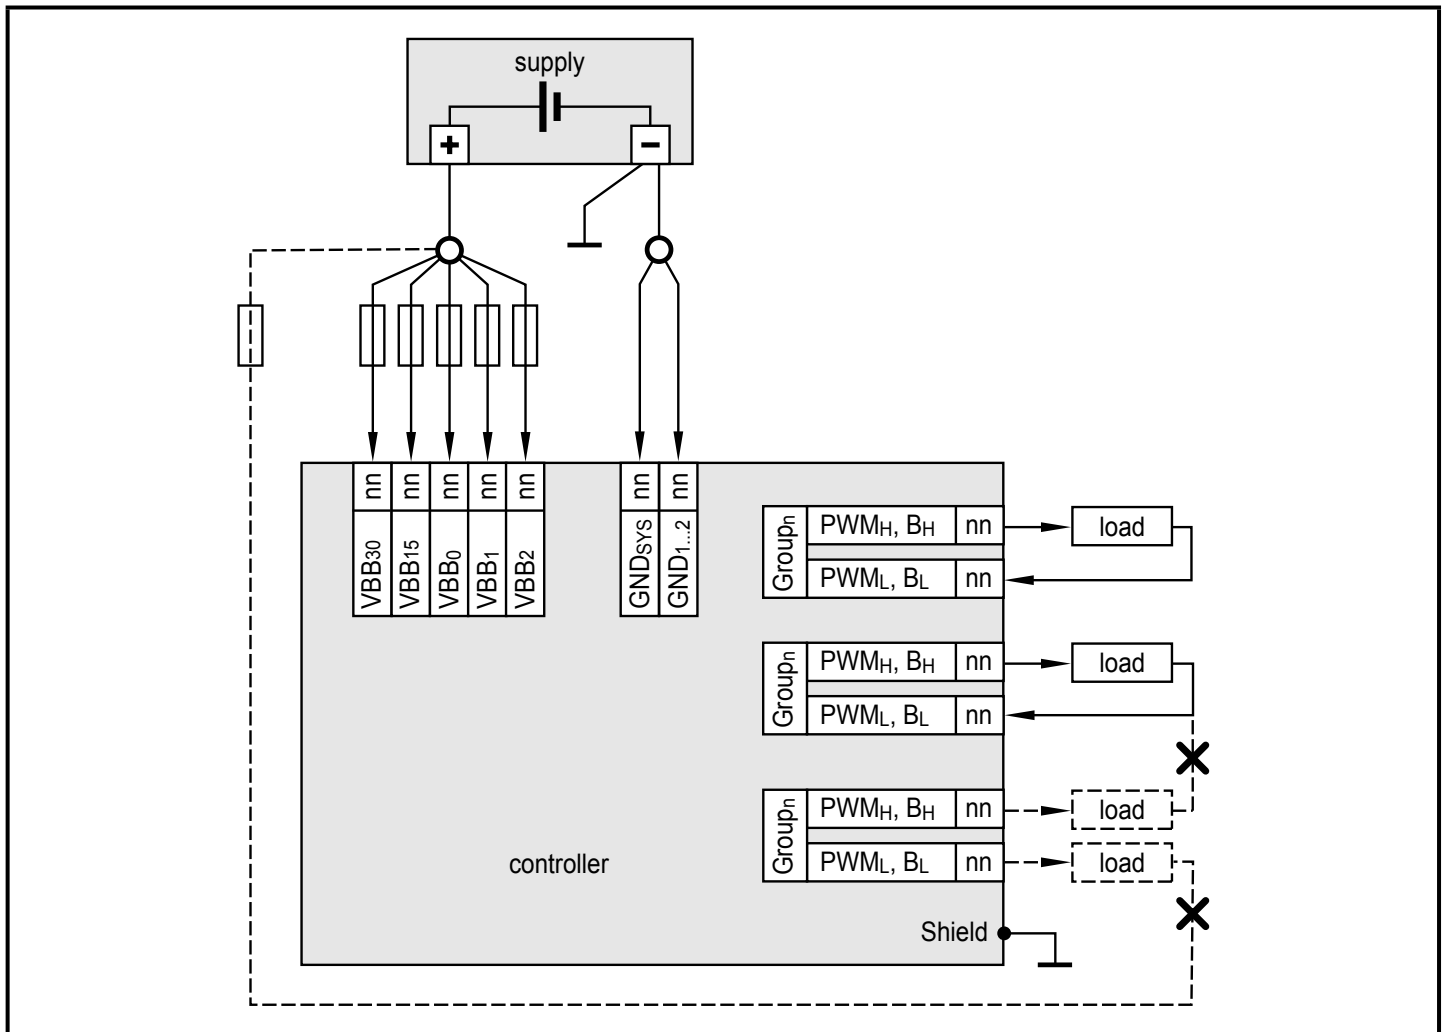 supply
+ −
nn nn nn nn nn nn nn
VBB30 VBB15 VBB0 VBB1 VBB2 GNDSYS GND1...2
Groupn
PWMH, BH nn load
PWML, BL nn
Groupn
PWMH, BH nn load
PWML, BL nn
Groupn
PWMH, BH nn load
PWML, BL nn load
controller
Shield